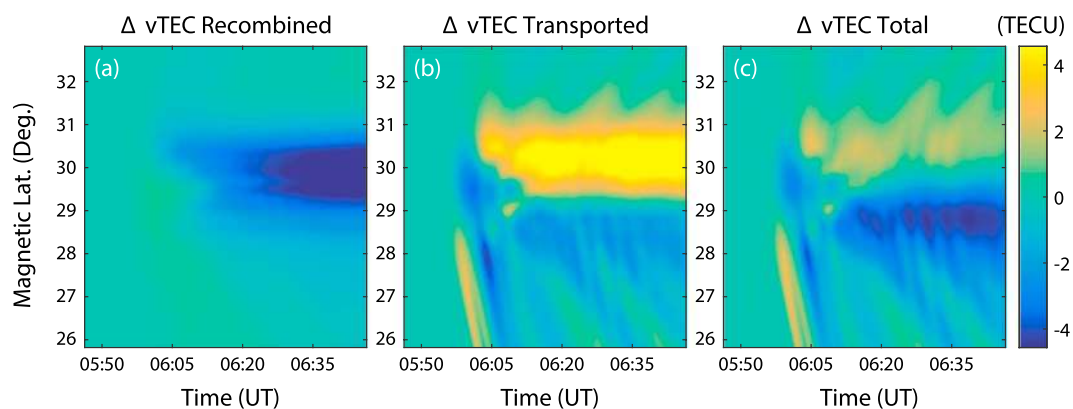 Δ vTEC Recombined
Δ vTEC Transported
Δ vTEC Total
(TECU)
(a)
(b)
(c)
Magnetic Lat. (Deg.)
32
31
30
29
28
27
26
32
31
30
29
28
27
26
32
31
30
29
28
27
26
4
2
0
-2
-4
05:50 06:05 06:20 06:35
05:50 06:05 06:20 06:35
05:50 06:05 06:20 06:35
Time (UT)
Time (UT)
Time (UT)